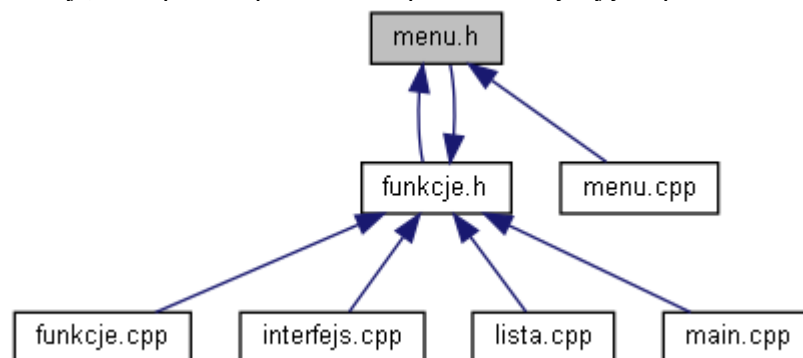 menu.h
funkcje.h
menu.cpp
funkcje.cpp
interfejs.cpp
lista.cpp
main.cpp